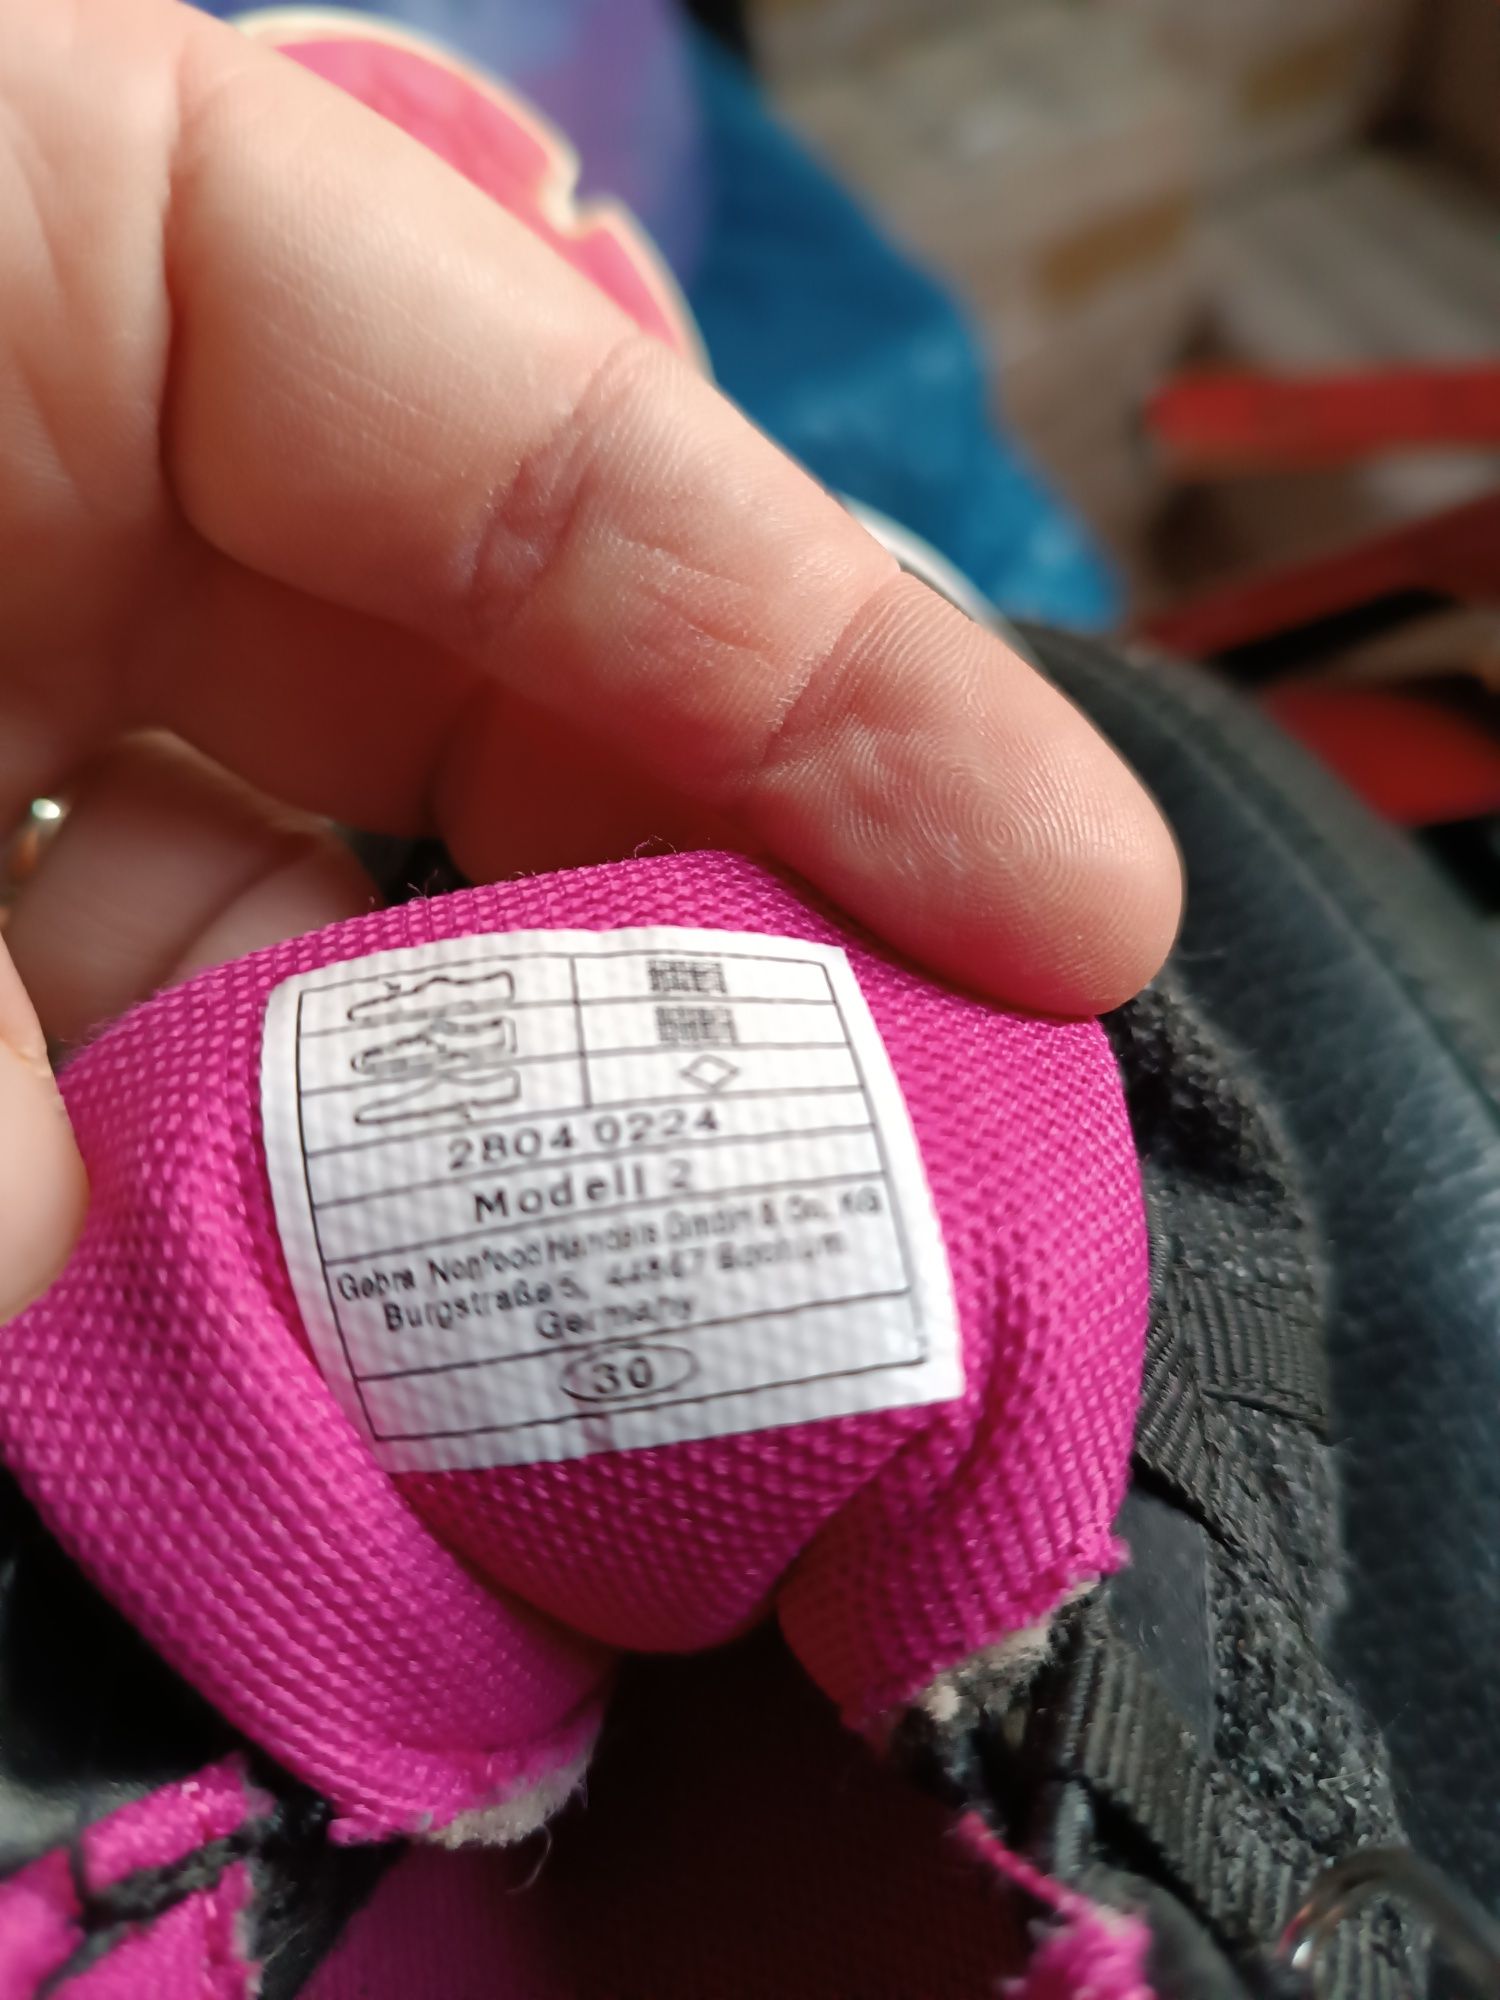 2804 0224
Modell 2
Gebra Nonfood Handels GmbH & Co. KG
Burgstraße 5, 44867 Bochum
Germany
30